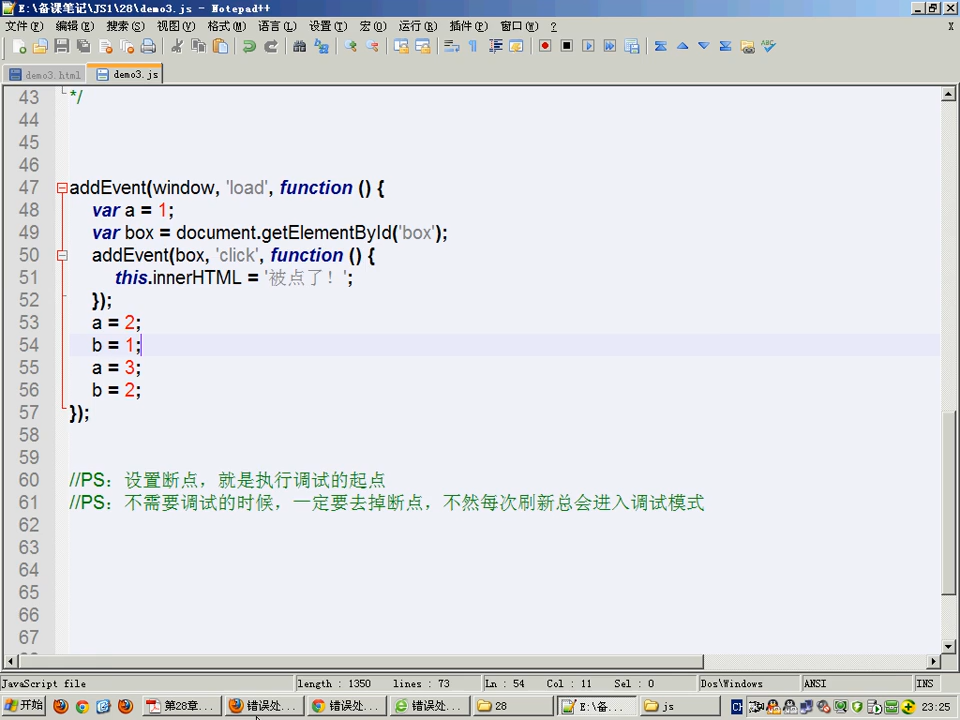 E:\备课笔记\JS1\28\demo3.js - Notepad++
文件(F) 编辑(E) 搜索(S) 视图(V) 格式(M) 语言(L) 设置(T) 宏(O) 运行(R) 插件(P) 窗口(W) ? X
demo3.html demo3.js
43 */
44
45
46
47 addEvent(window, 'load', function () {
48 var a = 1;
49 var box = document.getElementById('box');
50 addEvent(box, 'click', function () {
51 this.innerHTML = '被点了！';
52 });
53 a = 2;
54 b = 1;
55 a = 3;
56 b = 2;
57 });
58
59
60 //PS：设置断点，就是执行调试的起点
61 //PS：不需要调试的时候，一定要去掉断点，不然每次刷新总会进入调试模式
62
63
64
65
66
67
JavaScript file length : 1350 lines : 73 Ln : 54 Col : 11 Sel : 0 Dos\Windows ANSI INS
开始 第28章... 错误处... 错误处... 错误处... 28 E:\备... js 23:25